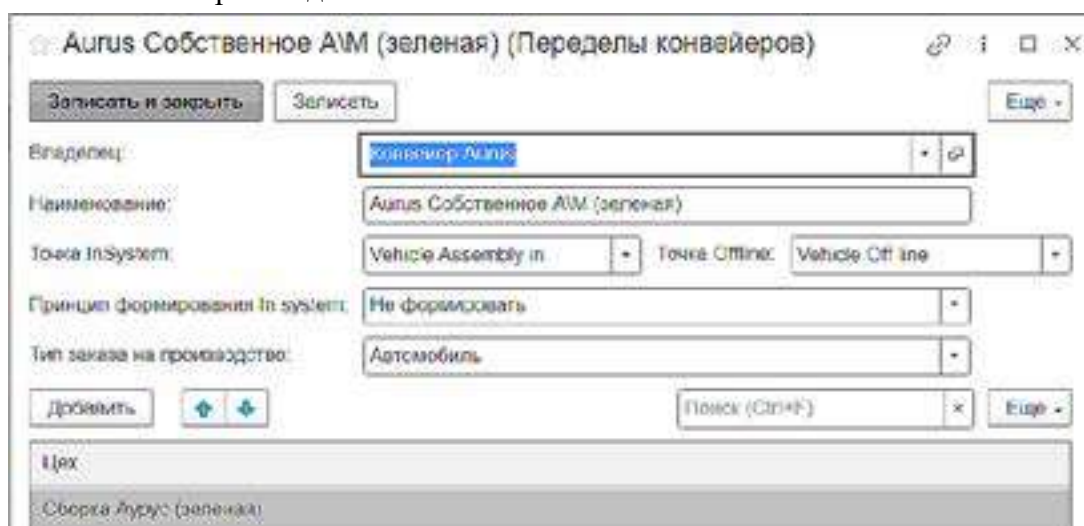 Aurus Собственное А\М (зеленая) (Переделы конвейеров)
Записать и закрыть Записать Еще
Владелец: Конвейер Aurus
Наименование: Aurus Собственное А\М (зеленая)
Точка InSystem: Vehicle Assembly in Точка Offline: Vehicle Off line
Принцип формирования In system: Не формировать
Тип заказа на производство: Автомобиль
Добавить Поиск (Ctrl+F) × Еще
Цех
Сборка Аурус (зеленая)